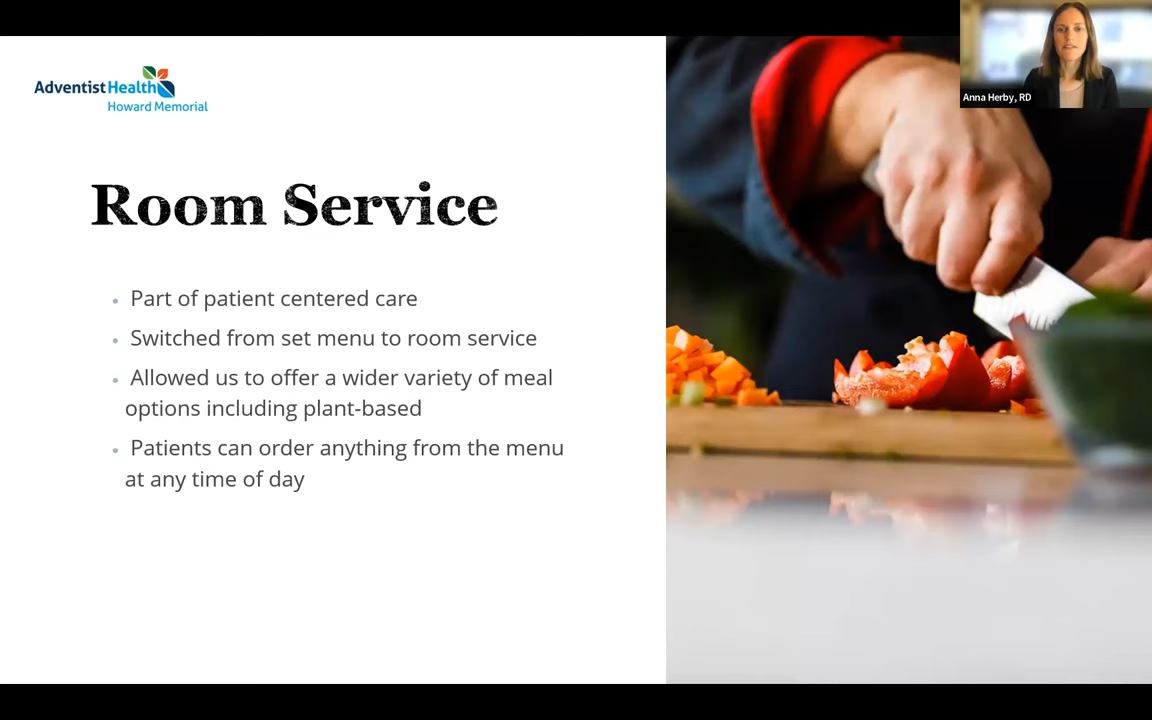 Anna Herby, RD
AdventistHealth
Howard Memorial
Room Service
• Part of patient centered care
• Switched from set menu to room service
• Allowed us to offer a wider variety of meal
options including plant-based
• Patients can order anything from the menu
at any time of day